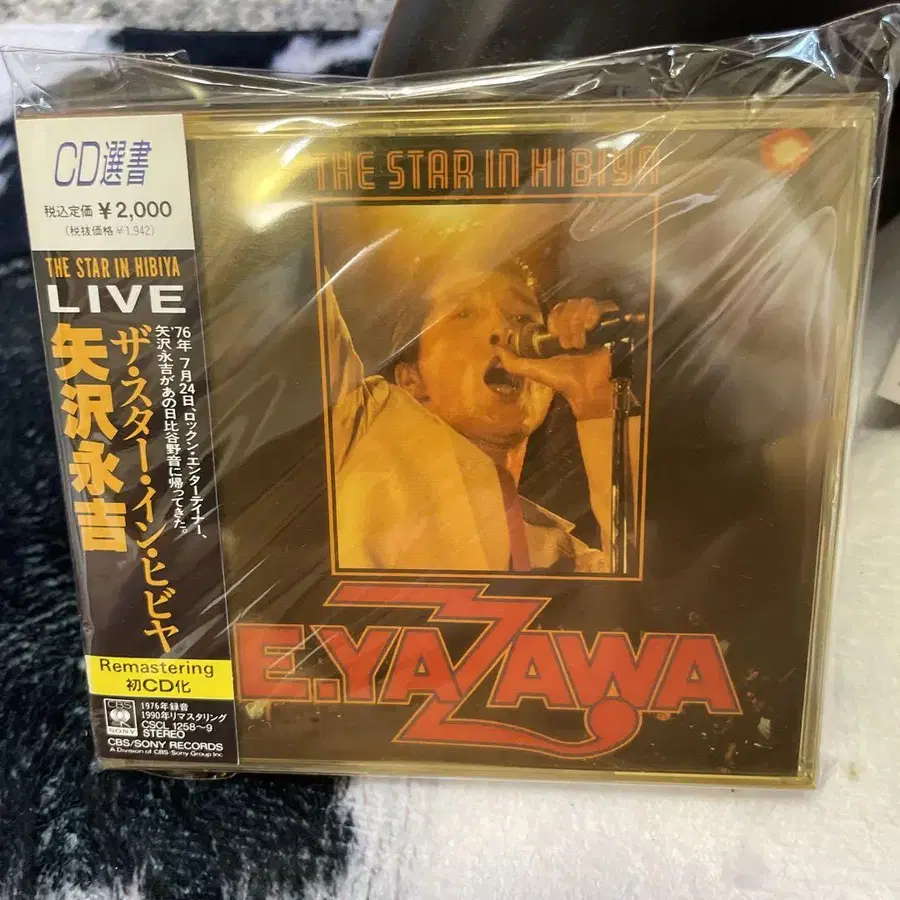 CD選書
税込定価 ¥2,000
(税抜価格¥1,942)
THE STAR IN HIBIYA
LIVE
'76年 7月24日、ロックン・エンターテイナー、
矢沢永吉があの日比谷野音に帰ってきた。
ザ・スター・イン・ヒビヤ
矢沢永吉
Remastering
初CD化
CBS
SONY
1976年録音
1990年リマスタリング
CSCL 1258~9
STEREO
CBS/SONY RECORDS
A Division of CBS/Sony Group Inc
THE STAR IN HIBIYA
E.YAZAWA